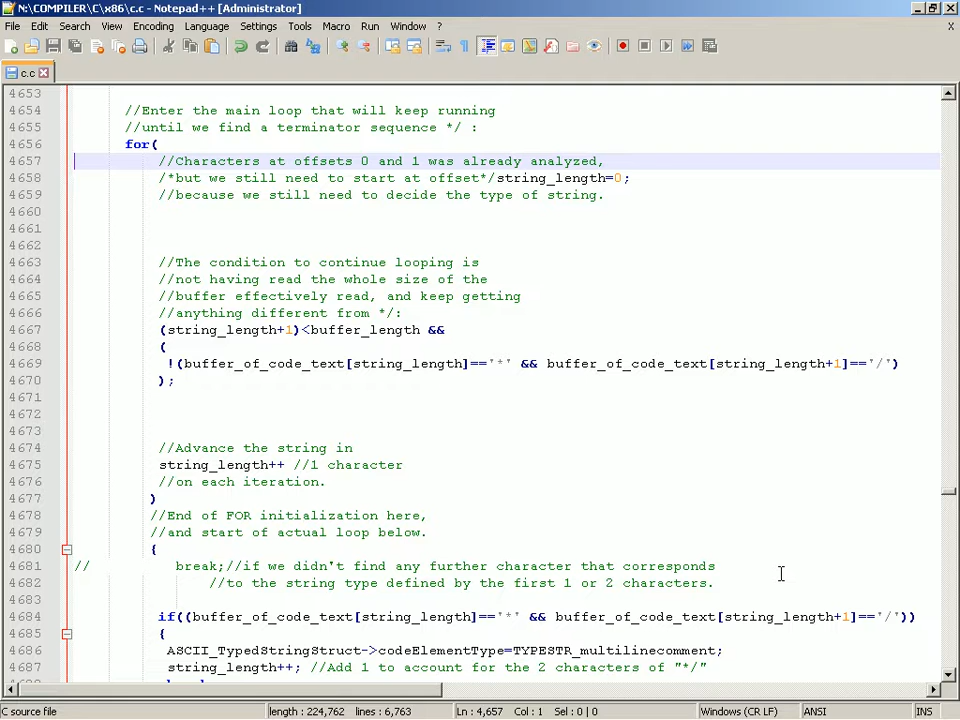 N:\COMPILER\C\x86\c.c - Notepad++ [Administrator]
File Edit Search View Encoding Language Settings Tools Macro Run Window ? X
c.c
4653
4654 //Enter the main loop that will keep running
4655 //until we find a terminator sequence */ :
4656 for(
4657 //Characters at offsets 0 and 1 was already analyzed,
4658 /*but we still need to start at offset*/string_length=0;
4659 //because we still need to decide the type of string.
4660
4661
4662
4663 //The condition to continue looping is
4664 //not having read the whole size of the
4665 //buffer effectively read, and keep getting
4666 //anything different from */:
4667 (string_length+1)<buffer_length &&
4668 (
4669 !(buffer_of_code_text[string_length]=='*' && buffer_of_code_text[string_length+1]=='/')
4670 );
4671
4672
4673
4674 //Advance the string in
4675 string_length++ //1 character
4676 //on each iteration.
4677 )
4678 //End of FOR initialization here,
4679 //and start of actual loop below.
4680 {
4681 // break;//if we didn't find any further character that corresponds
4682 //to the string type defined by the first 1 or 2 characters.
4683
4684 if((buffer_of_code_text[string_length]=='*' && buffer_of_code_text[string_length+1]=='/'))
4685 {
4686 ASCII_TypedStringStruct->codeElementType=TYPESTR_multilinecomment;
4687 string_length++; //Add 1 to account for the 2 characters of "*/"
C source file length : 224,762 lines : 6,763 Ln : 4,657 Col : 1 Sel : 0 | 0 Windows (CR LF) ANSI INS